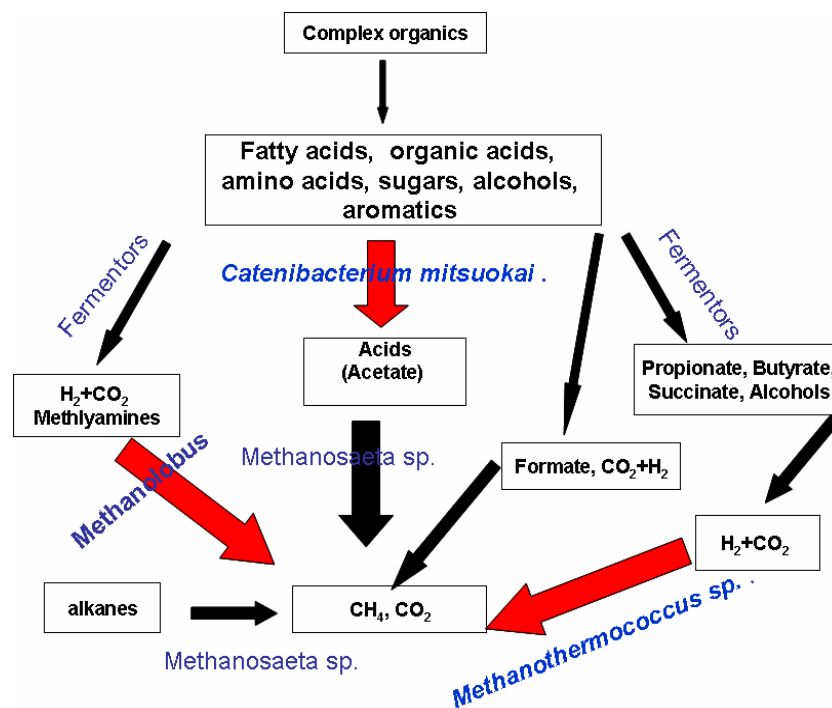 Complex organics
Fatty acids, organic acids,
amino acids, sugars, alcohols,
aromatics
Fermentors
Catenibacterium mitsuokai .
Fermentors
Acids
(Acetate)
Propionate, Butyrate,
Succinate, Alcohols
H₂+CO₂
Methlyamines
Methanolobus
Methanosaeta sp.
Formate, CO₂+H₂
H₂+CO₂
alkanes
CH₄, CO₂
Methanosaeta sp.
Methanothermococcus sp. .